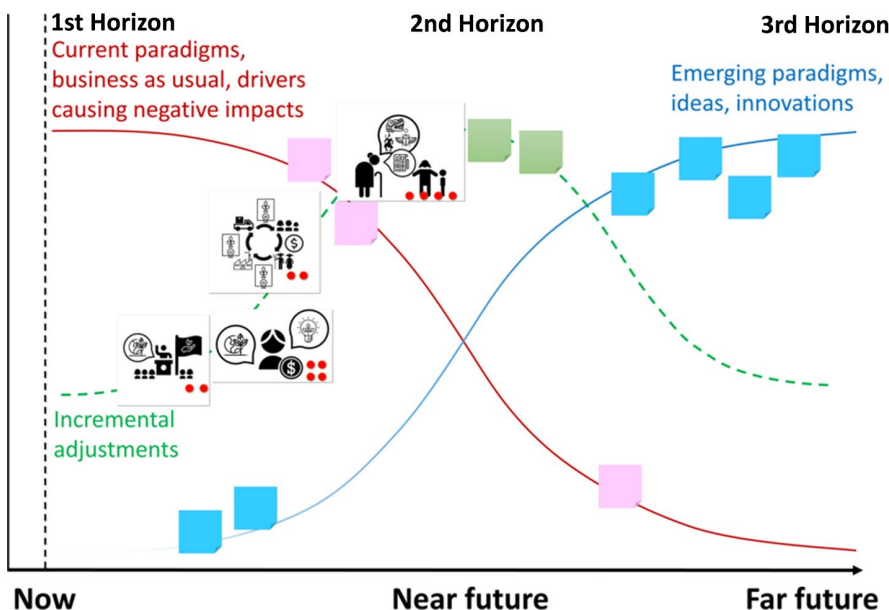 1st Horizon
2nd Horizon
3rd Horizon
Current paradigms,
business as usual, drivers
causing negative impacts
Emerging paradigms,
ideas, innovations
Incremental
adjustments
Now
Near future
Far future
$
$